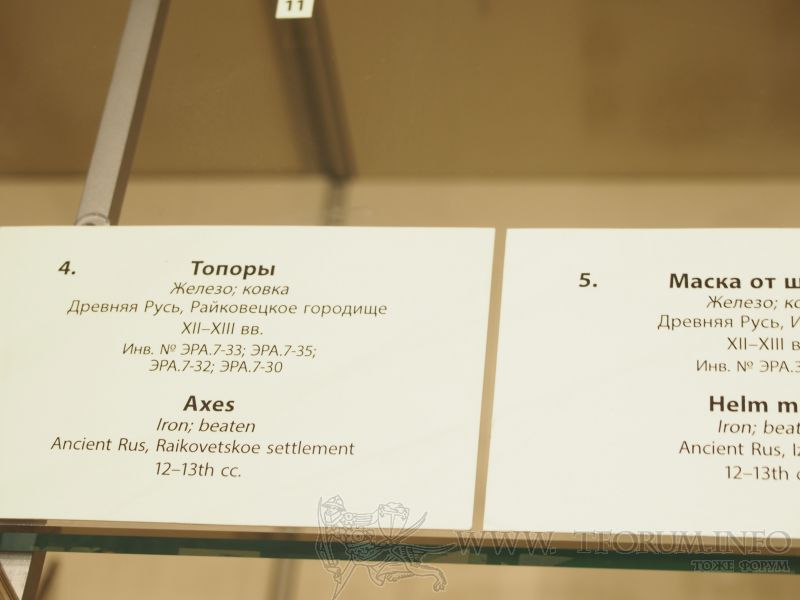 11
4.
Топоры
Железо; ковка
Древняя Русь, Райковецкое городище
XII–XIII вв.
Инв. № ЭРА.7-33; ЭРА.7-35;
ЭРА.7-32; ЭРА.7-30
Axes
Iron; beaten
Ancient Rus, Raikovetskoe settlement
12–13th cc.
5.
Маска от
Железо;
Древняя Русь,
XII–XIII
Инв. №
Helm
Iron;
Ancient Rus,
12–13th
WWW.TFORUM.INFO
ТОЖЕ ФОРУМ